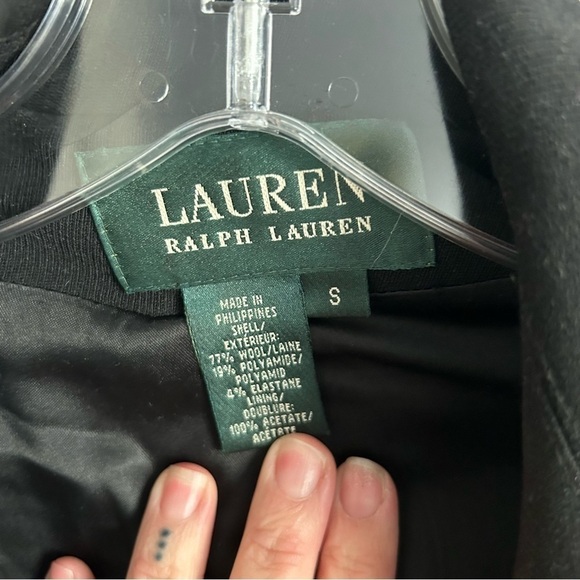 LAUREN
RALPH LAUREN
S
MADE IN
PHILIPPINES
SHELL/
EXTÉRIEUR:
77% WOOL/LAINE
19% POLYAMIDE/
POLYAMID
4% ELASTANE
LINING/
DOUBLURE:
100% ACETATE/
ACÉTATE